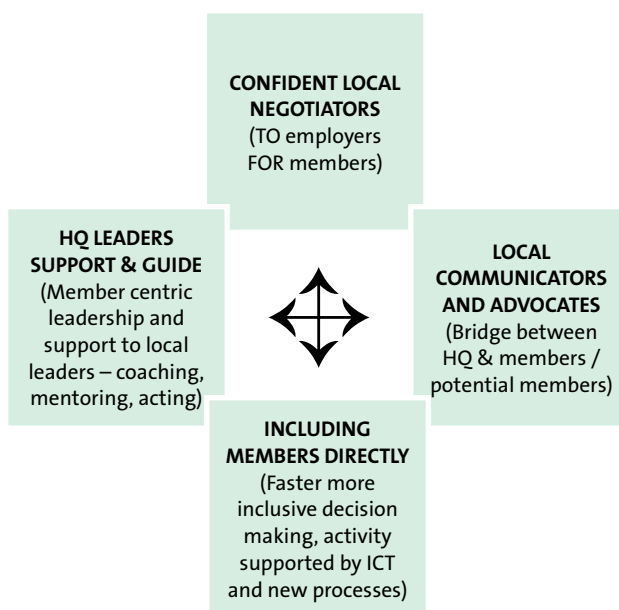 CONFIDENT LOCAL
NEGOTIATORS
(TO employers
FOR members)
HQ LEADERS
SUPPORT & GUIDE
(Member centric
leadership and
support to local
leaders – coaching,
mentoring, acting)
LOCAL
COMMUNICATORS
AND ADVOCATES
(Bridge between
HQ & members /
potential members)
INCLUDING
MEMBERS DIRECTLY
(Faster more
inclusive decision
making, activity
supported by ICT
and new processes)